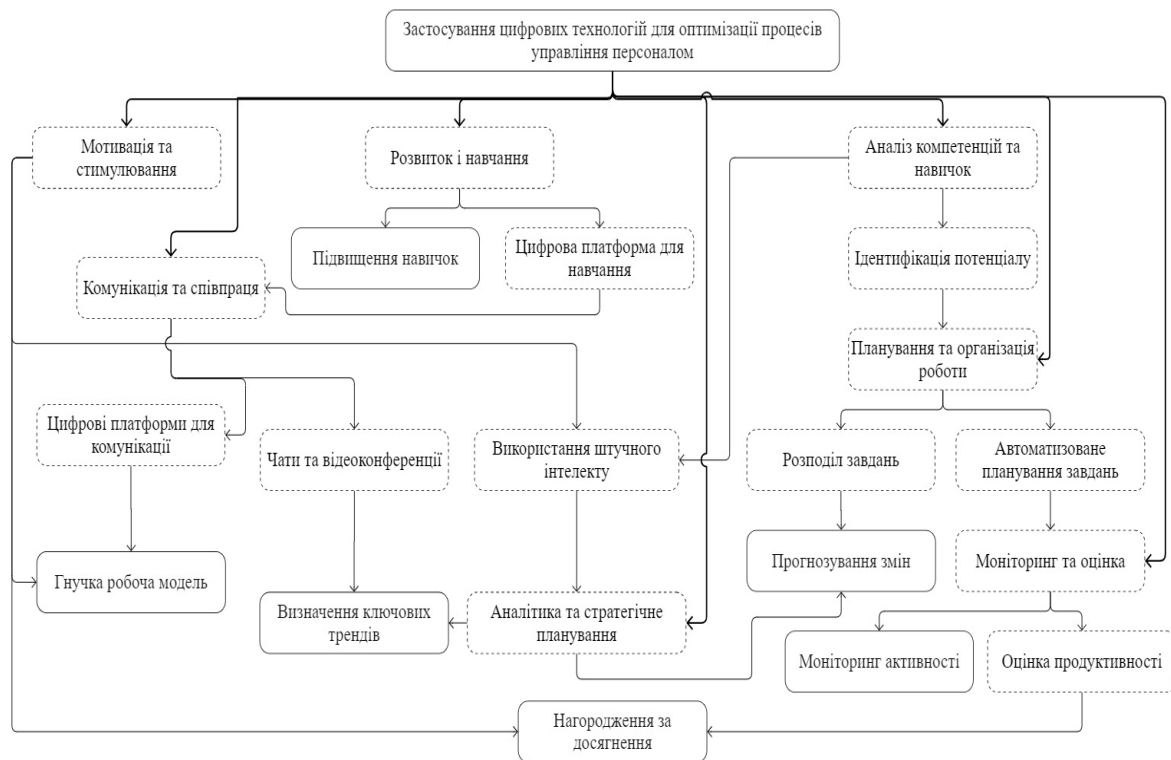 Застосування цифрових технологій для оптимізації процесів
управління персоналом
Мотивація та
стимулювання
Розвиток і навчання
Аналіз компетенцій та
навичок
Підвищення навичок
Цифрова платформа для
навчання
Ідентифікація потенціалу
Комунікація та співпраця
Планування та організація
роботи
Цифрові платформи для
комунікації
Чати та відеоконференції
Використання штучного
інтелекту
Розподіл завдань
Автоматизоване
планування завдань
Гнучка робоча модель
Прогнозування змін
Моніторинг та оцінка
Визначення ключових
трендів
Аналітика та стратегічне
планування
Моніторинг активності
Оцінка продуктивності
Нагородження за
досягнення